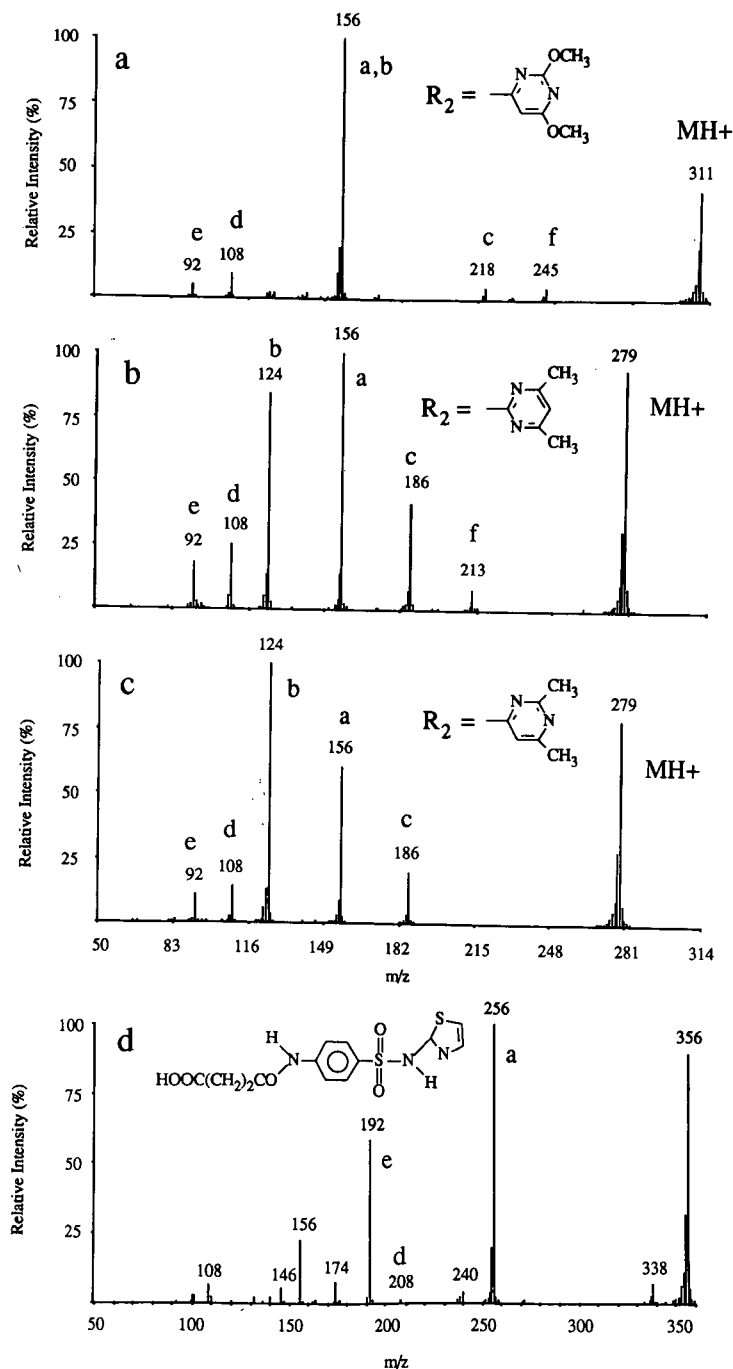 a
Relative Intensity (%)
100
75
50
25
156
a,b
R2 =
N
OCH3
N
OCH3
MH+
311
e
92
d
108
c
218
f
245
b
Relative Intensity (%)
100
75
50
25
b
124
156
a
R2 =
N
CH3
N
CH3
279
MH+
e
92
d
108
c
186
f
213
c
Relative Intensity (%)
100
75
50
25
124
b
a
156
R2 =
N
CH3
N
CH3
279
MH+
e
92
d
108
c
186
50 83 116 149 182 215 248 281 314
m/z
d
Relative Intensity (%)
100
75
50
25
H
N
HOOC(CH2)2CO
O
S
O
N
H
S
N
256
a
356
192
e
156
108
146
174
d
208
240
338
50 100 150 200 250 300 350
m/z